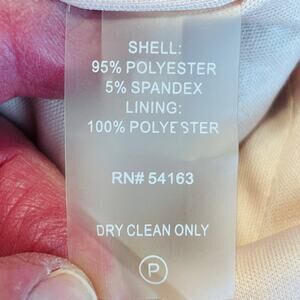 SHELL:
95% POLYESTER
5% SPANDEX
LINING:
100% POLYESTER
RN# 54163
DRY CLEAN ONLY
P